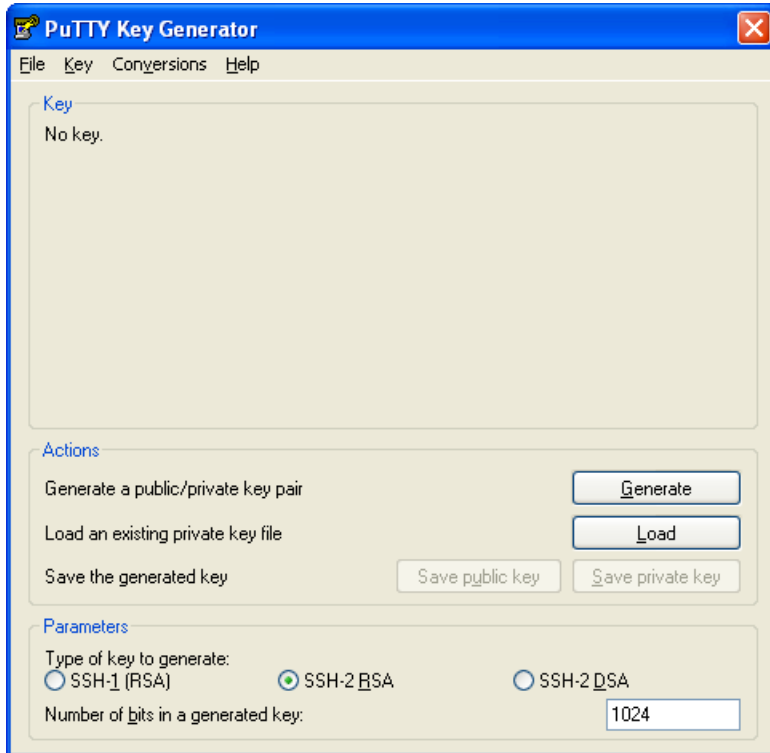 PuTTY Key Generator
File Key Conversions Help
Key
No key.
Actions
Generate a public/private key pair Generate
Load an existing private key file Load
Save the generated key Save public key Save private key
Parameters
Type of key to generate:
SSH-1 (RSA) SSH-2 RSA SSH-2 DSA
Number of bits in a generated key: 1024